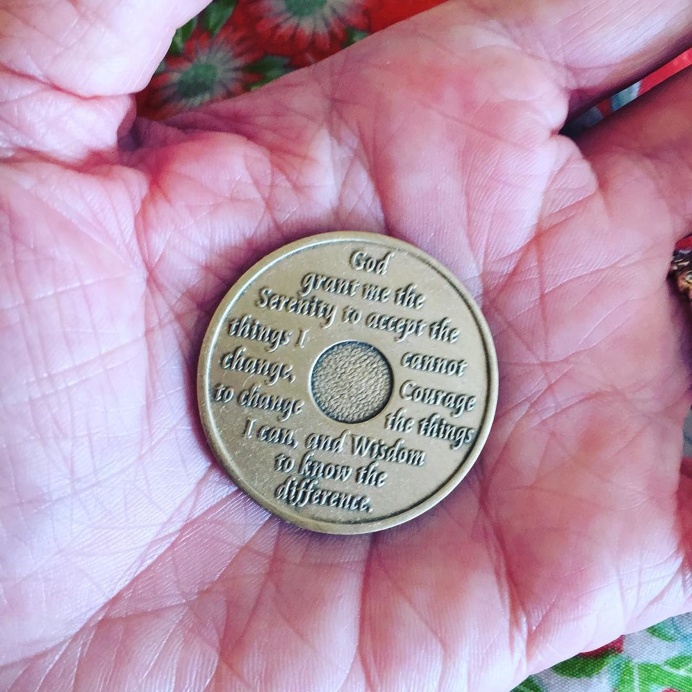 God
grant me the
Serenity to accept the
things I cannot
change, Courage
to change the things
I can, and Wisdom
to know the
difference.